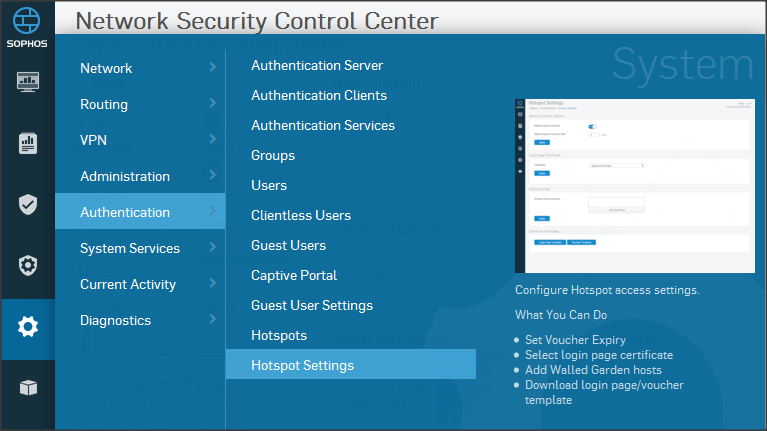 Network Security Control Center
SOPHOS
System
Network
Routing
VPN
Administration
Authentication
System Services
Current Activity
Diagnostics
Authentication Server
Authentication Clients
Authentication Services
Groups
Users
Clientless Users
Guest Users
Captive Portal
Guest User Settings
Hotspots
Hotspot Settings
Hotspot Settings
Configure Hotspot access settings.
What You Can Do
Set Voucher Expiry
Select login page certificate
Add Walled Garden hosts
Download login page/voucher
template